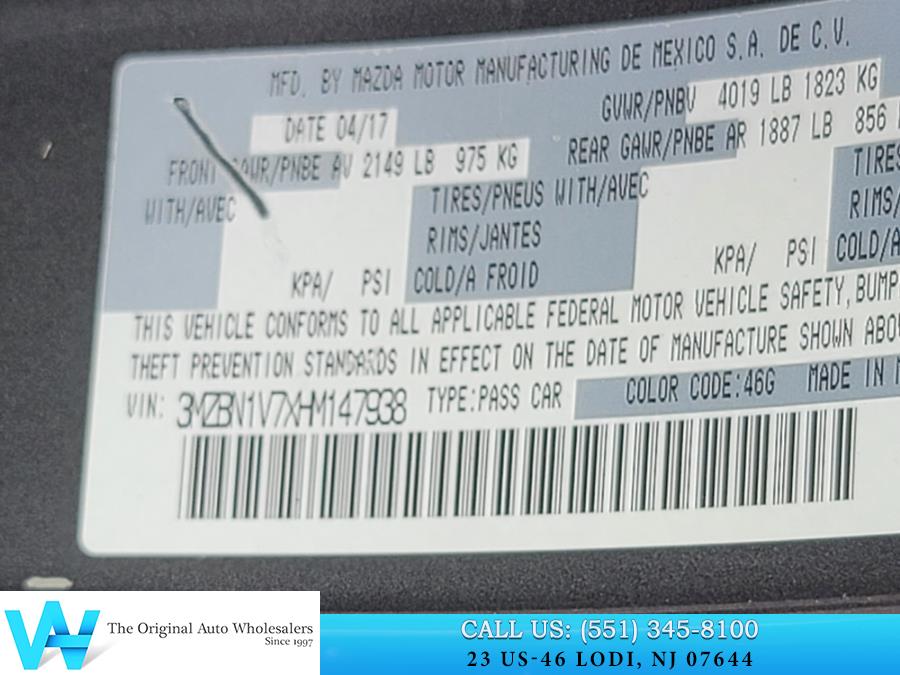 MFD. BY MAZDA MOTOR MANUFACTURING DE MEXICO S.A. DE C.V.
DATE 04/17 GVWR/PNBV 4019 LB 1823 KG
FRONT GAWR/PNBE AV 2149 LB 975 KG REAR GAWR/PNBE AR 1887 LB 856
WITH/AVEC TIRES/PNEUS WITH/AVEC TIRES
RIMS/JANTES RIMS/
KPA/ PSI COLD/A FROID KPA/ PSI COLD/A
THIS VEHICLE CONFORMS TO ALL APPLICABLE FEDERAL MOTOR VEHICLE SAFETY, BUMP
THEFT PREVENTION STANDARDS IN EFFECT ON THE DATE OF MANUFACTURE SHOWN ABO
VIN: 3MZBN1V7XHM147938 TYPE:PASS CAR COLOR CODE:46G MADE IN
The Original Auto Wholesalers
Since 1997
CALL US: (551) 345-8100
23 US-46 LODI, NJ 07644